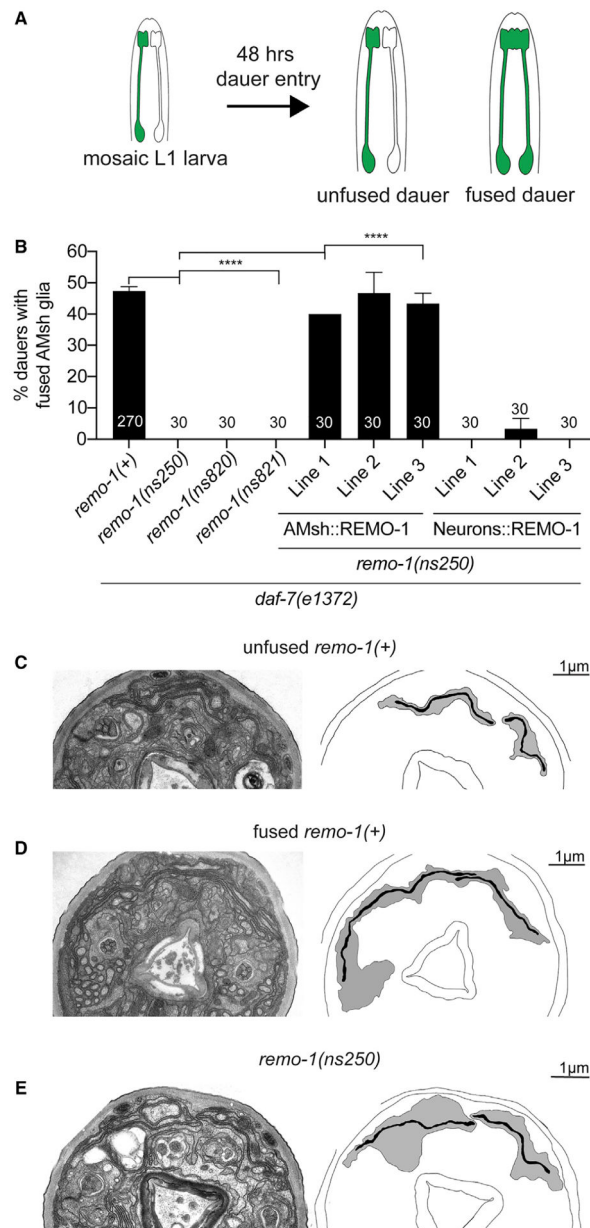 A
48 hrs
dauer entry
mosaic L1 larva
unfused dauer
fused dauer
B
% dauers with
fused AMsh glia
60
50
40
30
20
10
0
****
****
270
30
30
30
30
30
30
30
30
30
remo-1(+)
remo-1(ns250)
remo-1(ns820)
remo-1(ns821)
Line 1
Line 2
Line 3
Line 1
Line 2
Line 3
AMsh::REMO-1
Neurons::REMO-1
remo-1(ns250)
daf-7(e1372)
unfused remo-1(+)
C
1µm
fused remo-1(+)
D
1µm
remo-1(ns250)
E
1µm